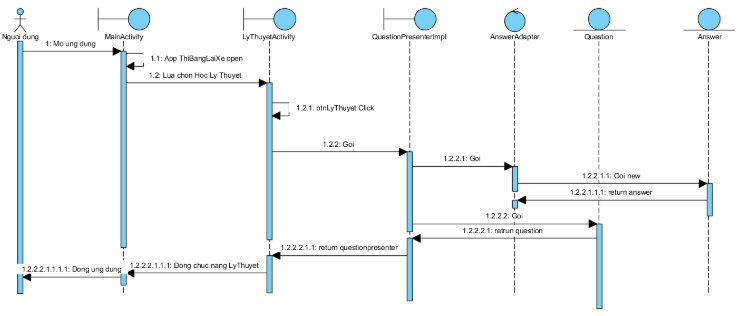 Nguoi dung
MainActivity
LyThuyetActivity
QuestionPresenterImpl
AnswerAdapter
Question
Answer
1: Mo ung dung
1.1: App ThiBangLaiXe open
1.2: Lua chon Hoc Ly Thuyet
1.2.1: btnLyThuyet Click
1.2.2: Goi
1.2.2.1: Goi
1.2.2.1.1: Goi new
1.2.2.1.1.1: return answer
1.2.2.2: Goi
1.2.2.2.1: retrun question
1.2.2.2.1.1: return questionpresenter
1.2.2.2.1.1.1: Dong chuc nang LyThuyet
1.2.2.2.1.1.1.1: Dong ung dung